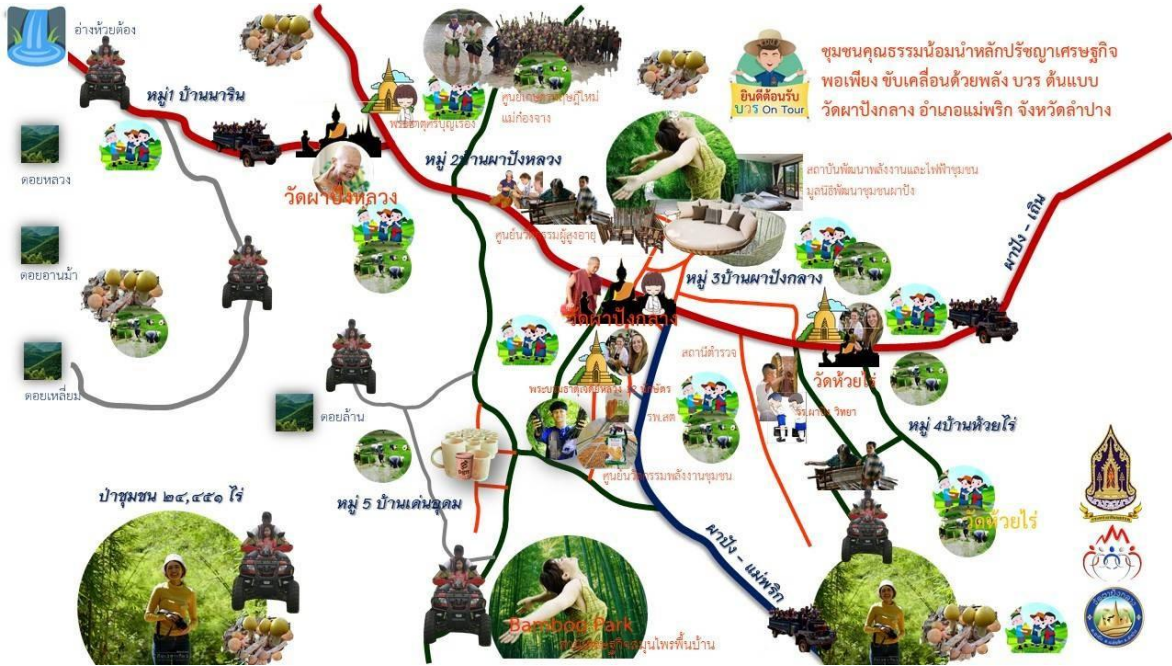 อ่างห้วยต้อง
หมู่1 บ้านนาริน
ดอยหลวง
ดอยอานม้า
ดอยเหลี่ยม
วัดผาปังหลวง
พระธาตุศรีบุญเรือง
แม่ก๋องจาง
หมู่ 2บ้านผาปังหลวง
ยินดีต้อนรับ
บวร On Tour
ชุมชนคุณธรรมน้อมนำหลักปรัชญาเศรษฐกิจ
พอเพียง ขับเคลื่อนด้วยพลัง บวร ต้นแบบ
วัดผาปังกลาง อำเภอแม่พริก จังหวัดลำปาง
สถาบันพัฒนาพลังงานและไฟฟ้าชุมชน
มูลนิธิพัฒนาชุมชนผาปัง
หมู่ 3บ้านผาปังกลาง
วัดผาปังกลาง
ผาปัง - เถิน
สถานีตำรวจ
รพ.สต
ศูนย์นวัตกรรมพลังงานชุมชน
วัดห้วยไร่
วิทยา
หมู่ 4บ้านห้วยไร่
วัดห้วยไร่
ดอยล้าน
หมู่ 5 บ้านเด่นอุดม
ป่าชุมชน ๒๔,๔๕๑ ไร่
ผาปัง - แม่พริก
Bamboo Park